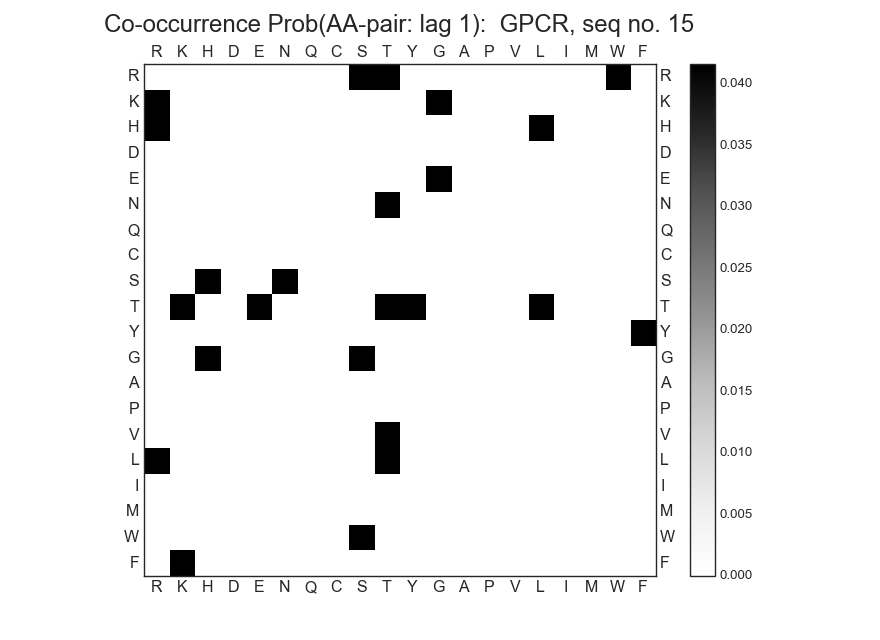 Co-occurrence Prob(AA-pair: lag 1):  GPCR, seq no. 15
R K H D E N Q C S T Y G A P V L I M W F
R R
K K
H H
D D
E E
N N
Q Q
C C
S S
T T
Y Y
G G
A A
P P
V V
L L
I I
M M
W W
F F
R K H D E N Q C S T Y G A P V L I M W F
0.040
0.035
0.030
0.025
0.020
0.015
0.010
0.005
0.000